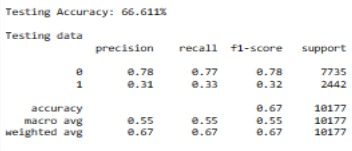 Testing Accuracy: 66.611%
Testing data
precision recall f1-score support
0 0.78 0.77 0.78 7735
1 0.31 0.33 0.32 2442
accuracy 0.67 10177
macro avg 0.55 0.55 0.55 10177
weighted avg 0.67 0.67 0.67 10177